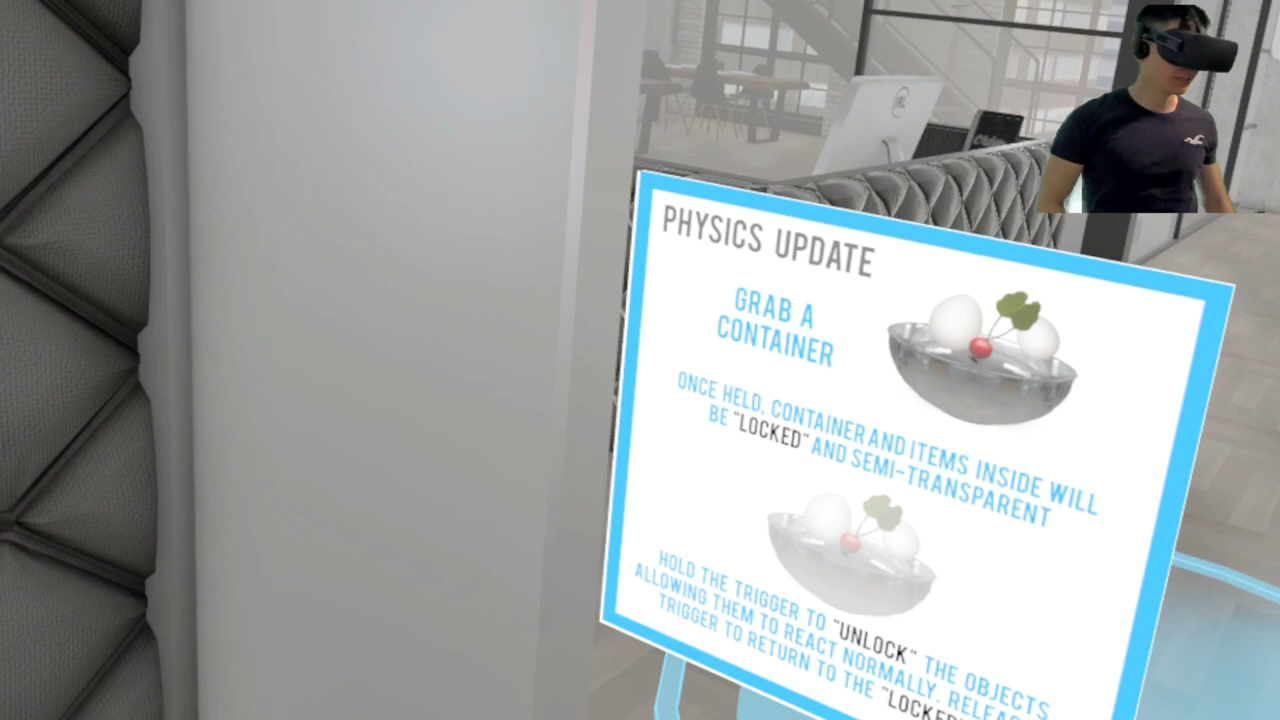 PHYSICS UPDATE
GRAB A
CONTAINER
ONCE HELD, CONTAINER AND ITEMS INSIDE WILL
BE "LOCKED" AND SEMI-TRANSPARENT
HOLD THE TRIGGER TO "UNLOCK" THE OBJECTS
ALLOWING THEM TO REACT NORMALLY. RELEAS
TRIGGER TO RETURN TO THE "LOCKED